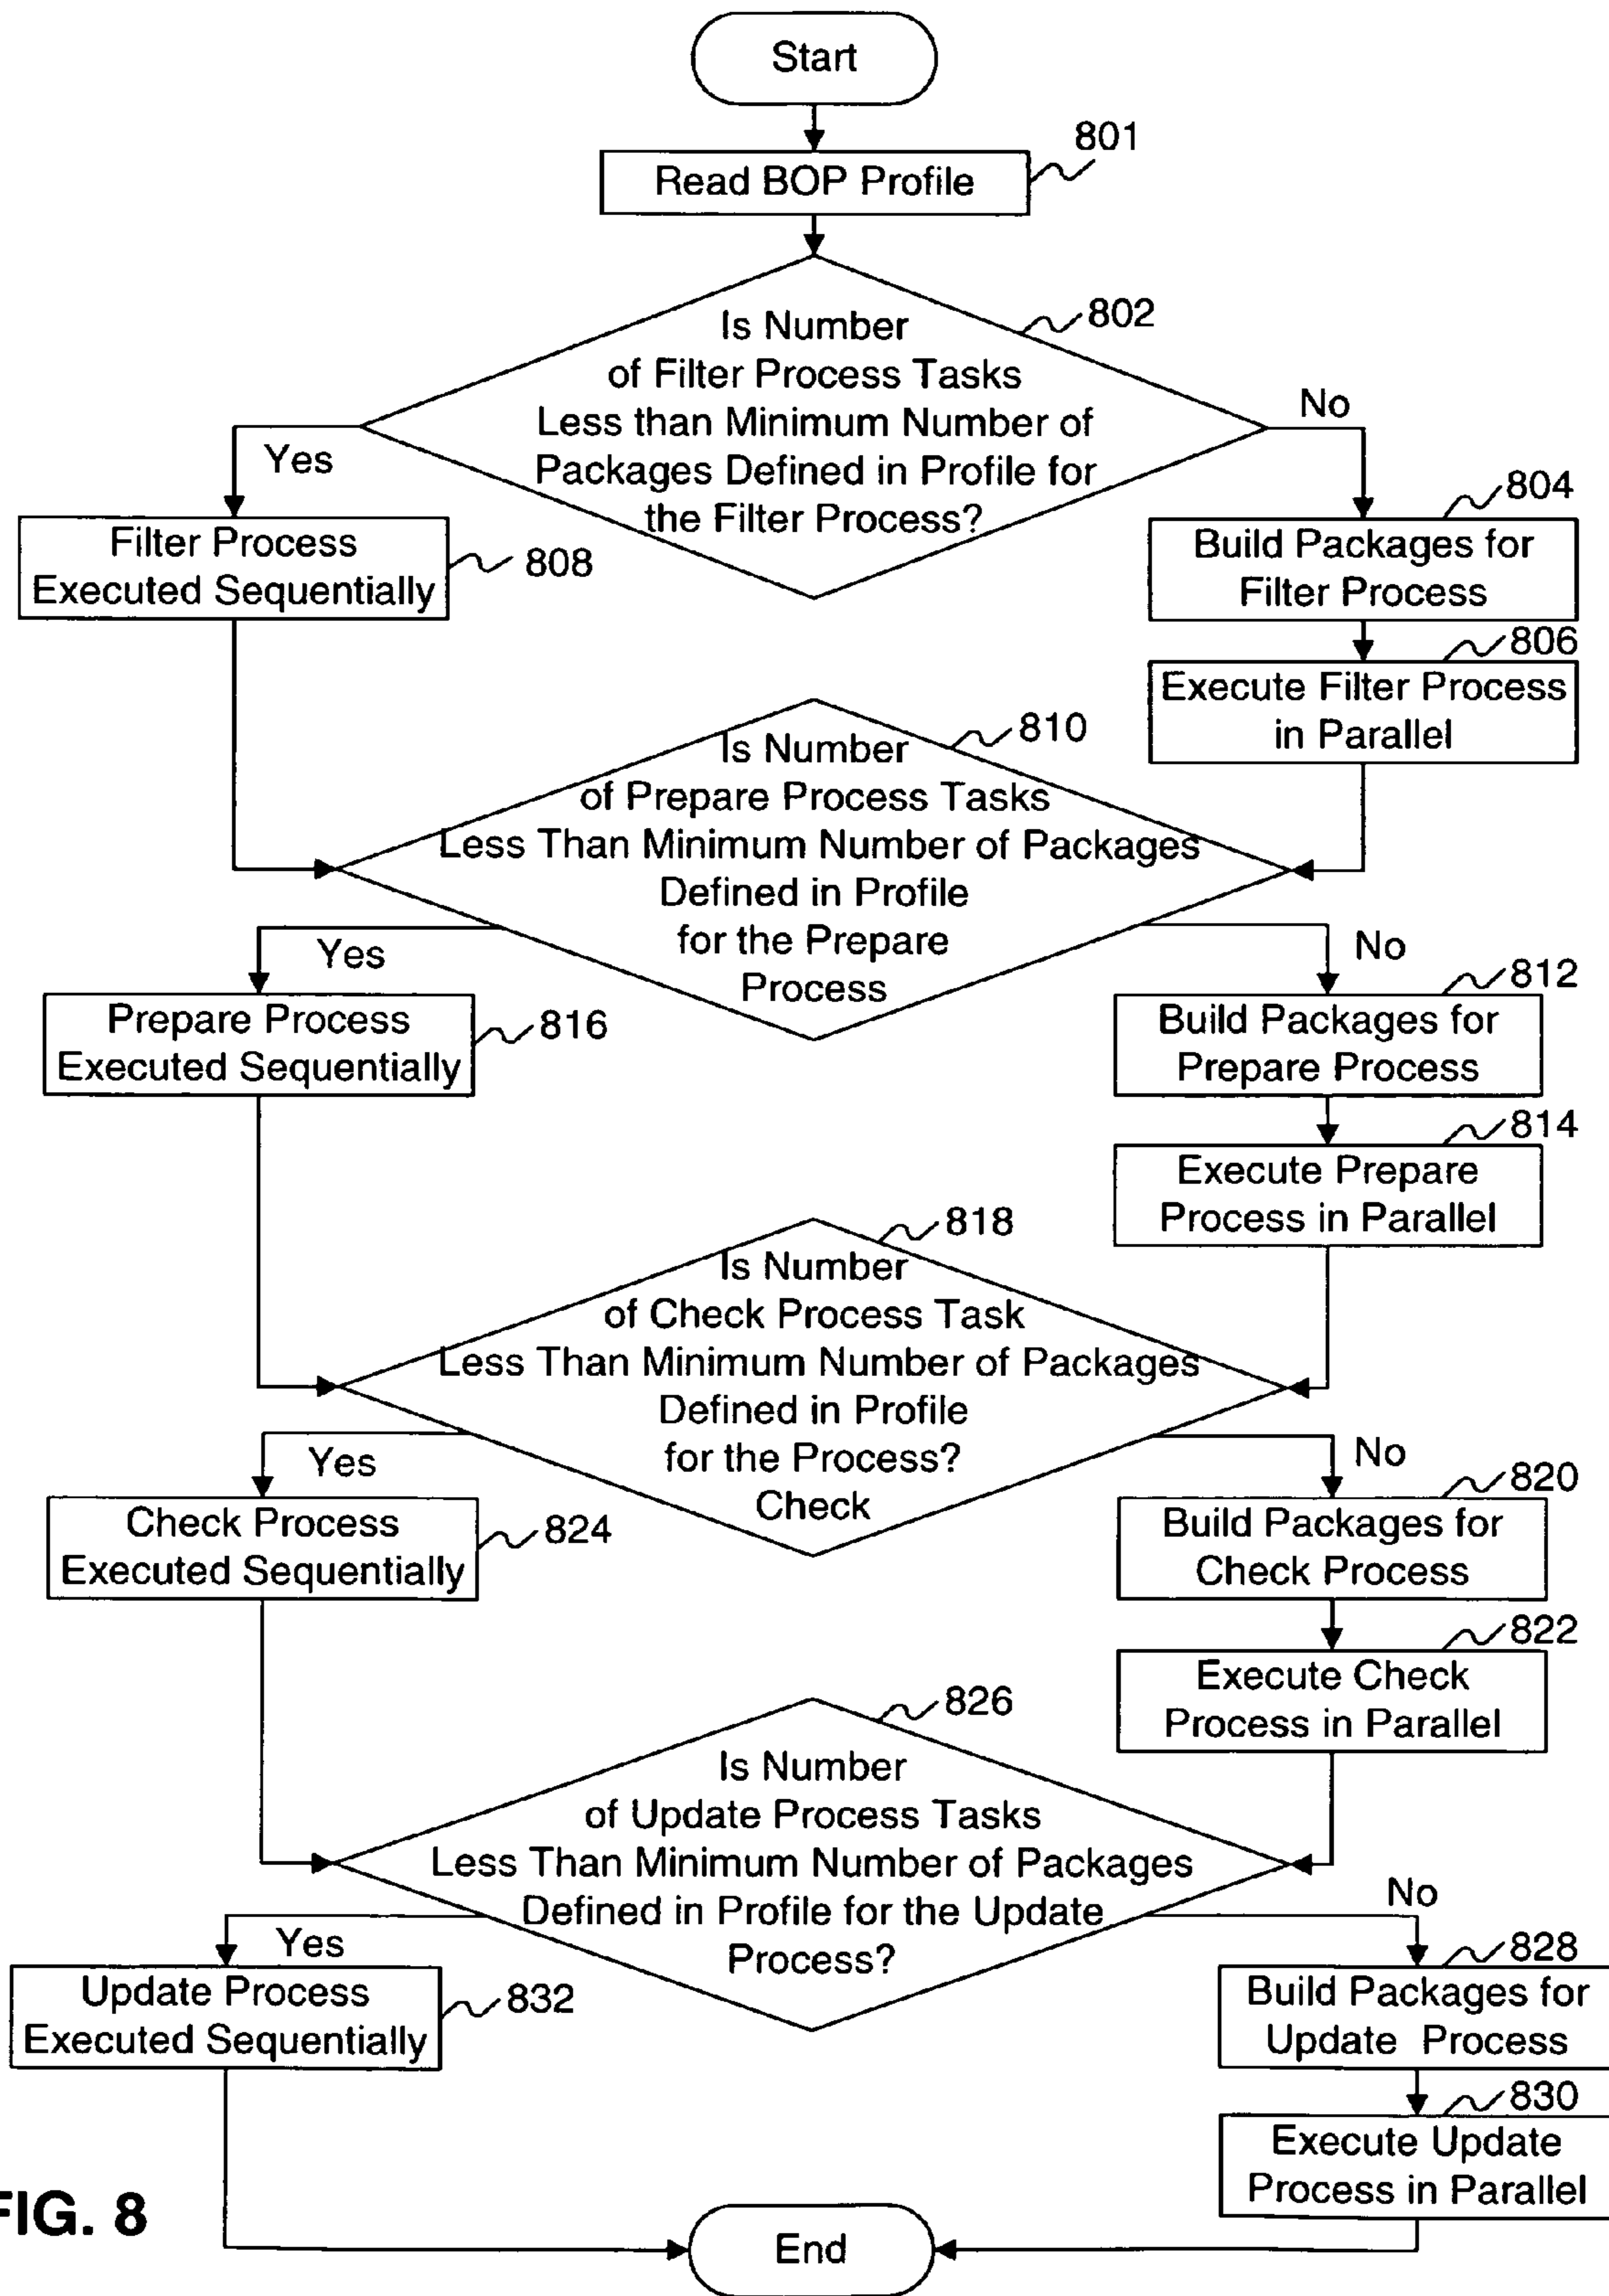 Start
801
Read BOP Profile
802
Is Number
of Filter Process Tasks
Less than Minimum Number of
Packages Defined in Profile for
the Filter Process?
Yes
No
Filter Process
Executed Sequentially
808
804
Build Packages for
Filter Process
806
Execute Filter Process
in Parallel
810
Is Number
of Prepare Process Tasks
Less Than Minimum Number of Packages
Defined in Profile
for the Prepare
Process
Yes
No
Prepare Process
Executed Sequentially
816
812
Build Packages for
Prepare Process
814
Execute Prepare
Process in Parallel
818
Is Number
of Check Process Task
Less Than Minimum Number of Packages
Defined in Profile
for the Process?
Check
Yes
No
Check Process
Executed Sequentially
824
820
Build Packages for
Check Process
822
Execute Check
Process in Parallel
826
Is Number
of Update Process Tasks
Less Than Minimum Number of Packages
Defined in Profile for the Update
Process?
Yes
No
Update Process
Executed Sequentially
832
828
Build Packages for
Update Process
830
Execute Update
Process in Parallel
FIG. 8
End